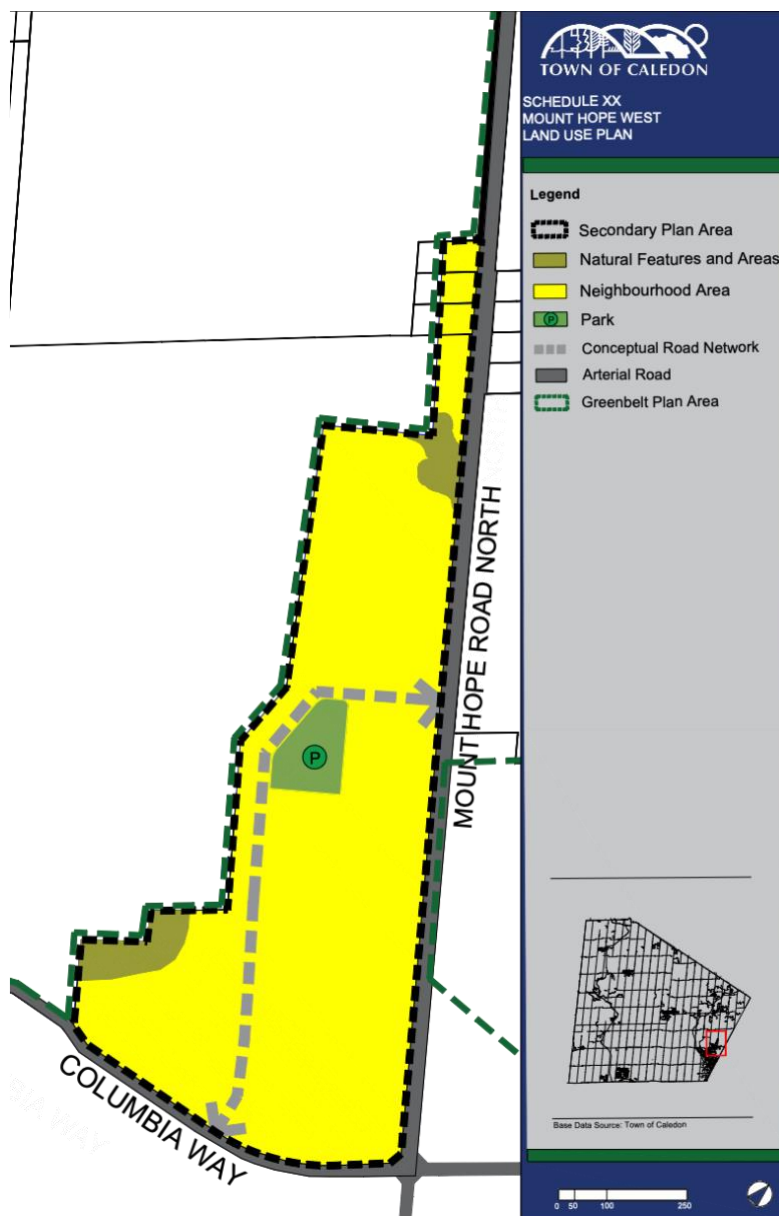 TOWN OF CALEDON
SCHEDULE XX
MOUNT HOPE WEST
LAND USE PLAN
Legend
Secondary Plan Area
Natural Features and Areas
Neighbourhood Area
P Park
Conceptual Road Network
Arterial Road
Greenbelt Plan Area
MOUNT HOPE ROAD NORTH
P
COLUMBIA WAY
BIA WAY
Base Data Source: Town of Caledon
0 50 100 250